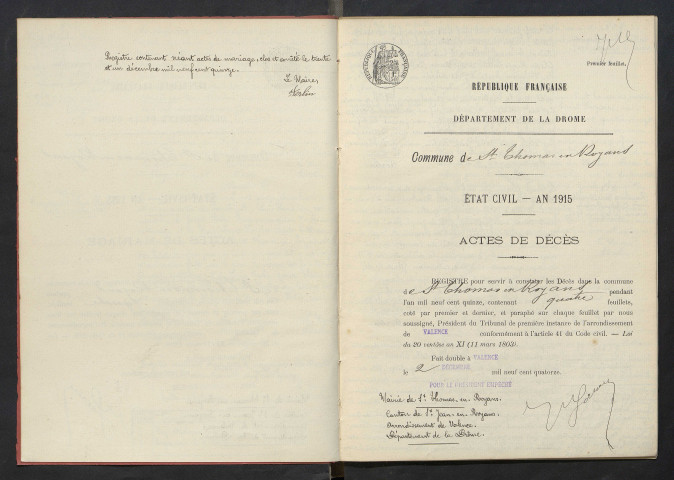 Registre contenant néant actes de mariage, clos et arrêté le trente
et un décembre mil neuf cent quinze.
Le Maire,
Premier feuillet.
RÉPUBLIQUE FRANÇAISE
DÉPARTEMENT DE LA DROME
Commune de St Thomas en Royans
ÉTAT CIVIL — AN 1915
ACTES DE DÉCÈS
REGISTRE pour servir à constater les Décès dans la commune
de St Thomas en Royans pendant
l'an mil neuf cent quinze, contenant quatre feuillets,
coté par premier et dernier, et paraphé sur chaque feuillet par nous
soussigné, Président du Tribunal de première instance de l'arrondissement
de VALENCE conformément à l'article 41 du Code civil. — Loi
du 20 ventôse an XI (11 mars 1803).
Fait double à VALENCE
le 2 DÉCEMBRE mil neuf cent quatorze.
POUR LE PRÉSIDENT EMPÊCHÉ
Mairie de St Thomas-en-Royans.
Canton de St Jean-en-Royans.
Arrondissement de Valence.
Département de la Drôme.